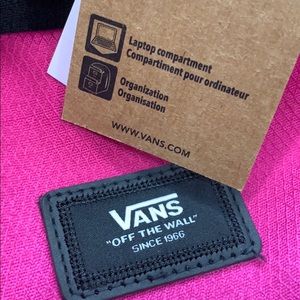 Laptop compartment
Compartiment pour ordinateur
Organization
Organisation
WWW.VANS.COM
VANS
"OFF THE WALL"
SINCE 1966